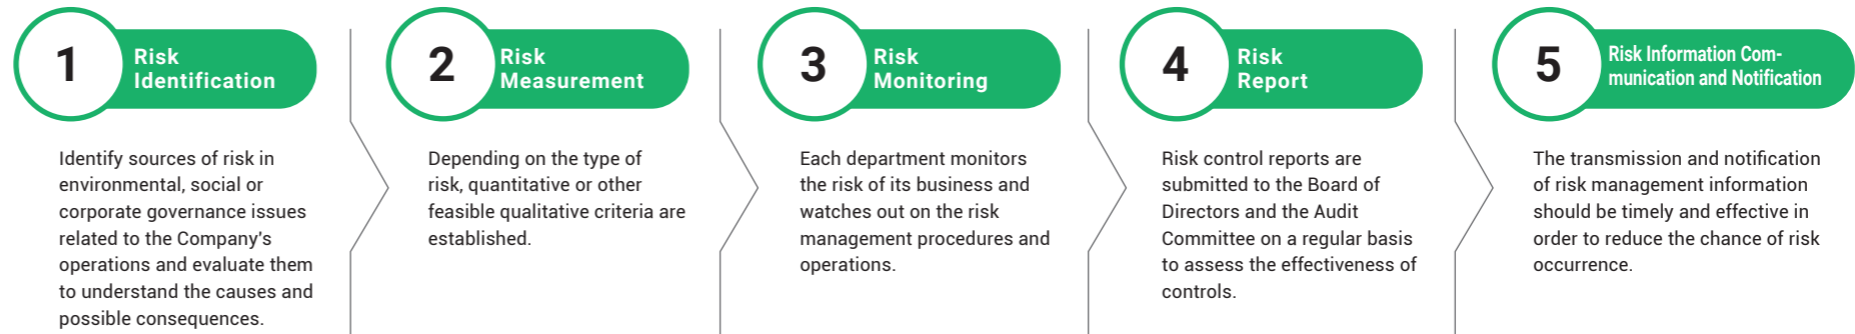 1
Risk
Identification
Identify sources of risk in
environmental, social or
corporate governance issues
related to the Company's
operations and evaluate them
to understand the causes and
possible consequences.
2
Risk
Measurement
Depending on the type of
risk, quantitative or other
feasible qualitative criteria are
established.
3
Risk
Monitoring
Each department monitors
the risk of its business and
watches out on the risk
management procedures and
operations.
4
Risk
Report
Risk control reports are
submitted to the Board of
Directors and the Audit
Committee on a regular basis
to assess the effectiveness of
controls.
5
Risk Information Com-
munication and Notification
The transmission and notification
of risk management information
should be timely and effective in
order to reduce the chance of risk
occurrence.